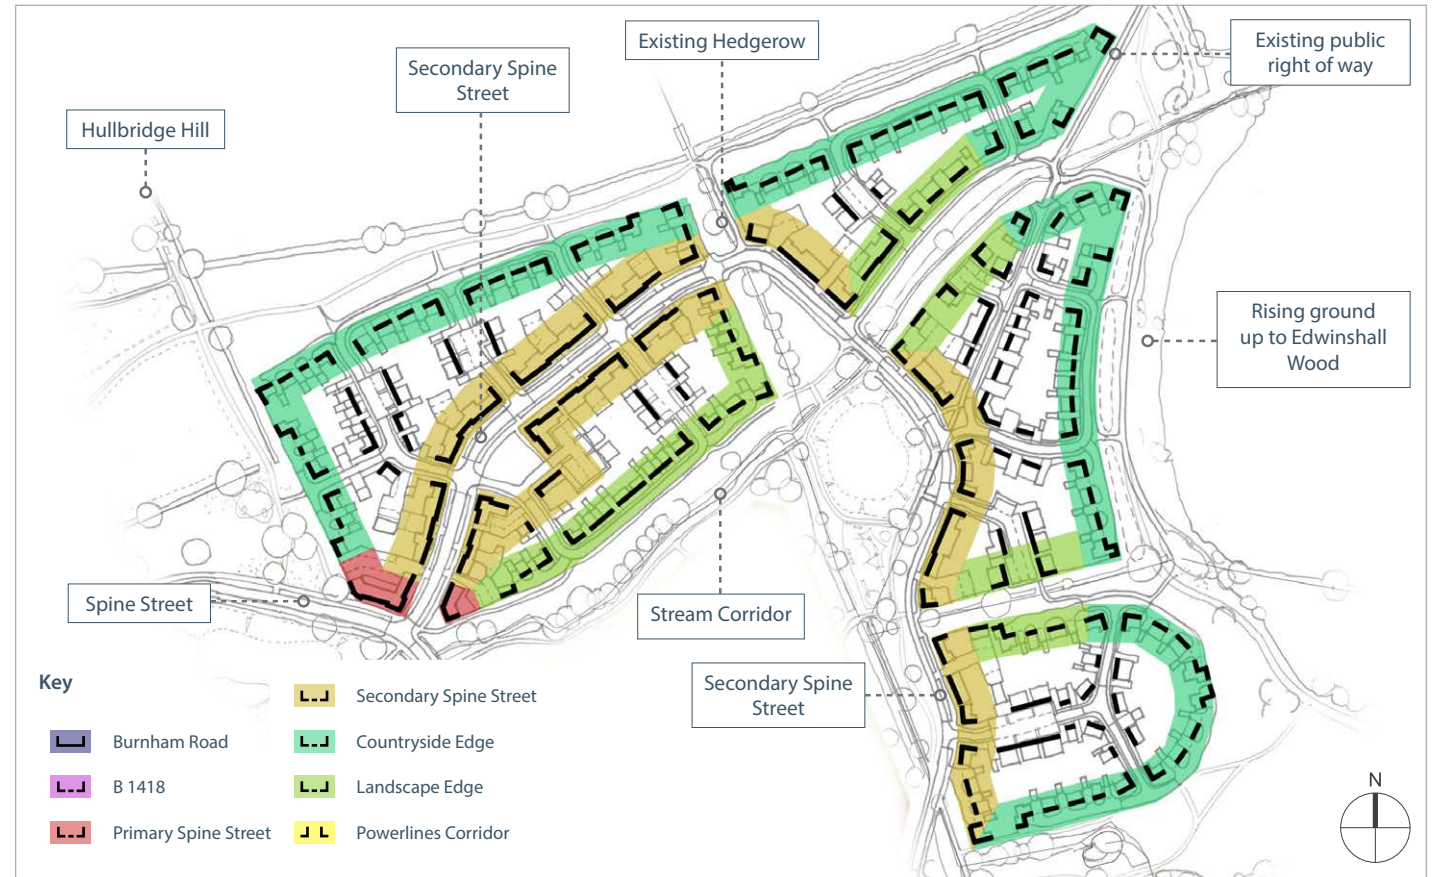 Existing Hedgerow
Existing public
right of way
Secondary Spine
Street
Hullbridge Hill
Rising ground
up to Edwinshall
Wood
Spine Street
Stream Corridor
Secondary Spine
Street
Key
Burnham Road
B 1418
Primary Spine Street
Secondary Spine Street
Countryside Edge
Landscape Edge
Powerlines Corridor
N